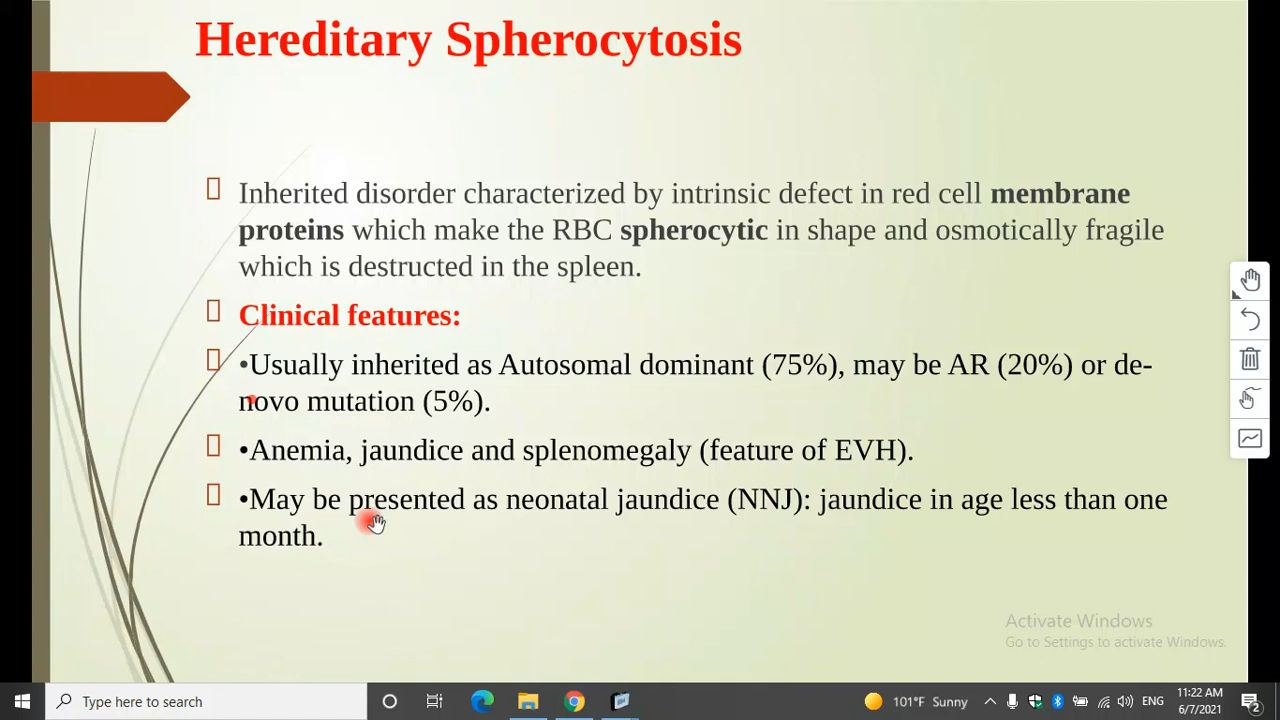 Hereditary Spherocytosis
Inherited disorder characterized by intrinsic defect in red cell membrane
proteins which make the RBC spherocytic in shape and osmotically fragile
which is destructed in the spleen.
Clinical features:
•Usually inherited as Autosomal dominant (75%), may be AR (20%) or de-
novo mutation (5%).
•Anemia, jaundice and splenomegaly (feature of EVH).
•May be presented as neonatal jaundice (NNJ): jaundice in age less than one
month.
Activate Windows
Go to Settings to activate Windows.
Type here to search
101°F Sunny
ENG
11:22 AM
6/7/2021
2